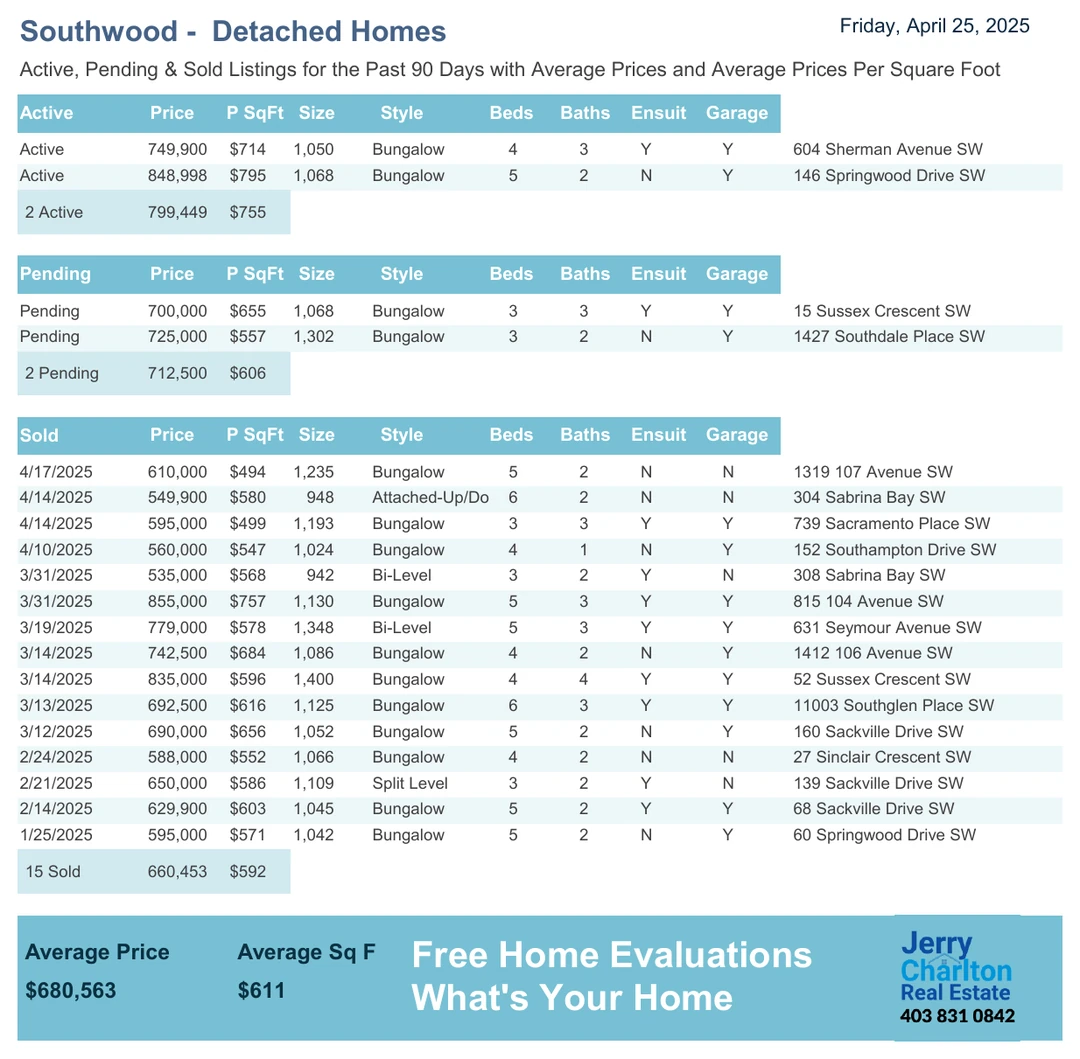 Southwood - Detached Homes
Friday, April 25, 2025
Active, Pending & Sold Listings for the Past 90 Days with Average Prices and Average Prices Per Square Foot
Active Price P SqFt Size Style Beds Baths Ensuit Garage
Active 749,900 $714 1,050 Bungalow 4 3 Y Y 604 Sherman Avenue SW
Active 848,998 $795 1,068 Bungalow 5 2 N Y 146 Springwood Drive SW
2 Active 799,449 $755
Pending Price P SqFt Size Style Beds Baths Ensuit Garage
Pending 700,000 $655 1,068 Bungalow 3 3 Y Y 15 Sussex Crescent SW
Pending 725,000 $557 1,302 Bungalow 3 2 N Y 1427 Southdale Place SW
2 Pending 712,500 $606
Sold Price P SqFt Size Style Beds Baths Ensuit Garage
4/17/2025 610,000 $494 1,235 Bungalow 5 2 N N 1319 107 Avenue SW
4/14/2025 549,900 $580 948 Attached-Up/Do 6 2 N N 304 Sabrina Bay SW
4/14/2025 595,000 $499 1,193 Bungalow 3 3 Y Y 739 Sacramento Place SW
4/10/2025 560,000 $547 1,024 Bungalow 4 1 N Y 152 Southampton Drive SW
3/31/2025 535,000 $568 942 Bi-Level 3 2 Y N 308 Sabrina Bay SW
3/31/2025 855,000 $757 1,130 Bungalow 5 3 Y Y 815 104 Avenue SW
3/19/2025 779,000 $578 1,348 Bi-Level 5 3 Y Y 631 Seymour Avenue SW
3/14/2025 742,500 $684 1,086 Bungalow 4 2 N Y 1412 106 Avenue SW
3/14/2025 835,000 $596 1,400 Bungalow 4 4 Y Y 52 Sussex Crescent SW
3/13/2025 692,500 $616 1,125 Bungalow 6 3 Y Y 11003 Southglen Place SW
3/12/2025 690,000 $656 1,052 Bungalow 5 2 N Y 160 Sackville Drive SW
2/24/2025 588,000 $552 1,066 Bungalow 4 2 N N 27 Sinclair Crescent SW
2/21/2025 650,000 $586 1,109 Split Level 3 2 Y N 139 Sackville Drive SW
2/14/2025 629,900 $603 1,045 Bungalow 5 2 Y Y 68 Sackville Drive SW
1/25/2025 595,000 $571 1,042 Bungalow 5 2 N Y 60 Springwood Drive SW
15 Sold 660,453 $592
Average Price Average Sq F
$680,563 $611
Free Home Evaluations
What's Your Home
Jerry
Charlton
Real Estate
403 831 0842